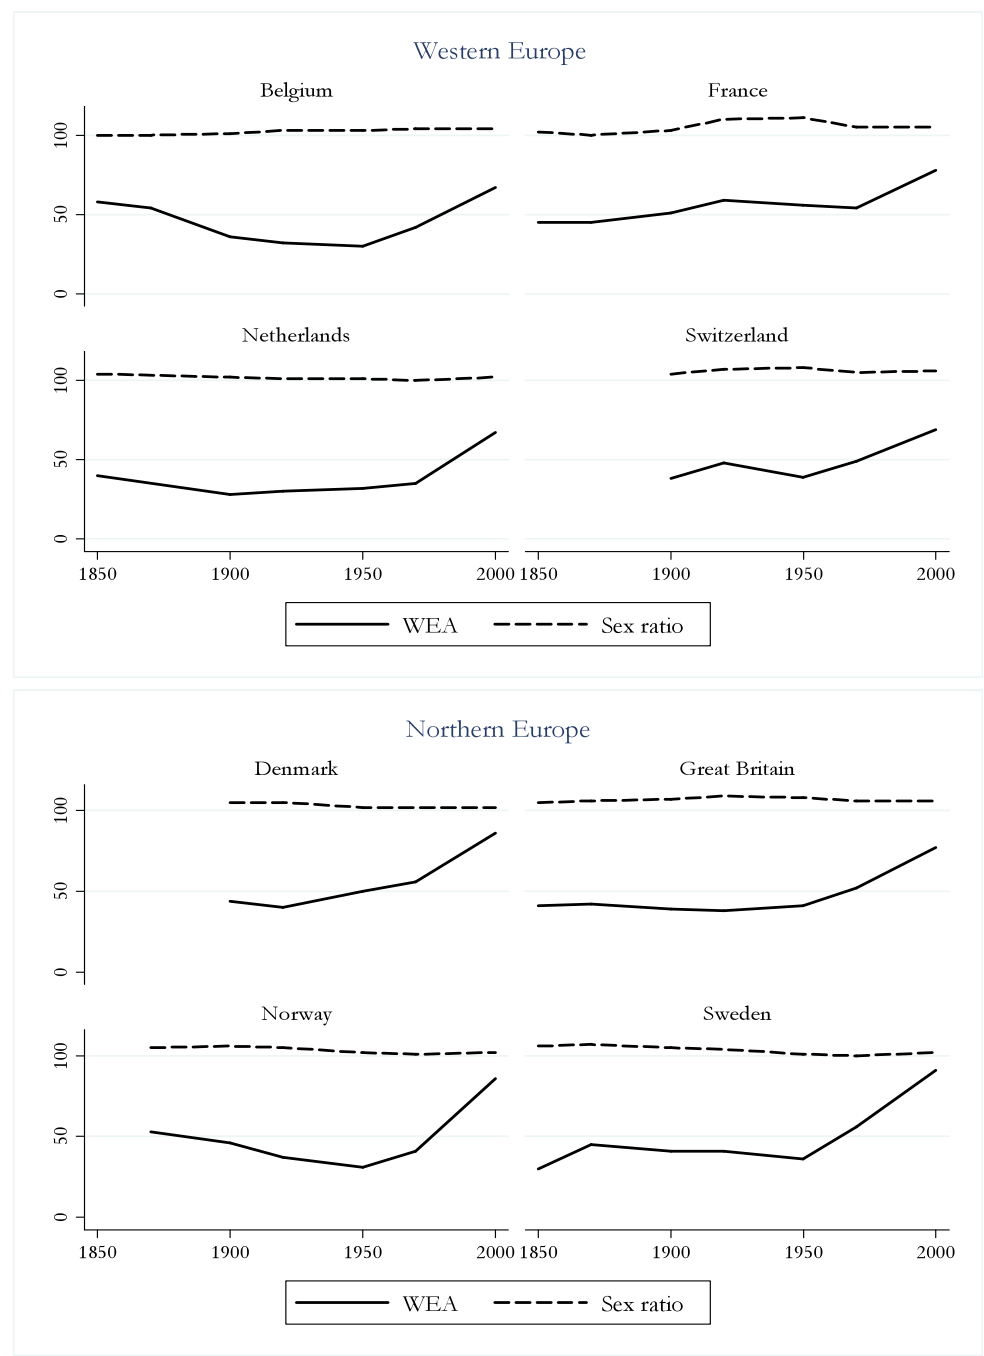 Western Europe
Belgium France
100
50
0
Netherlands Switzerland
100
50
0
1850 1900 1950 2000 1850 1900 1950 2000
WEA Sex ratio
Northern Europe
Denmark Great Britain
100
50
0
Norway Sweden
100
50
0
1850 1900 1950 2000 1850 1900 1950 2000
WEA Sex ratio